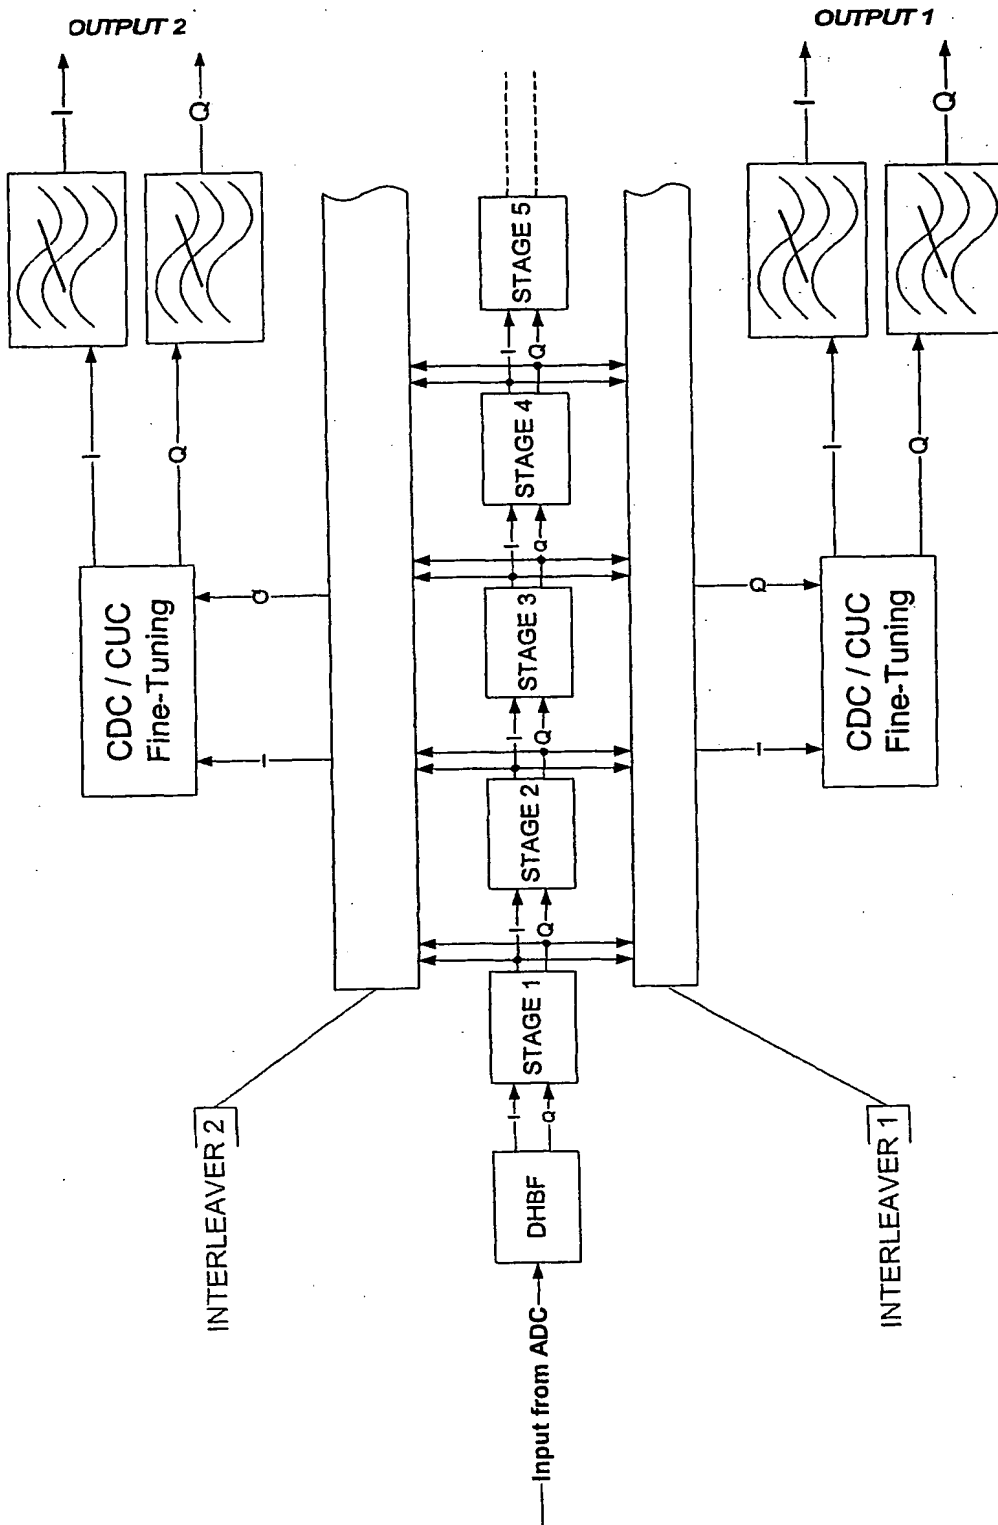 OUTPUT 2
OUTPUT 1
I
Q
I
Q
I
Q
I
Q
CDC / CUC
Fine-Tuning
CDC / CUC
Fine-Tuning
I
Q
I
Q
STAGE 5
I
Q
STAGE 4
I
Q
STAGE 3
I
Q
STAGE 2
I
Q
STAGE 1
I
Q
DHBF
Input from ADC
INTERLEAVER 2
INTERLEAVER 1